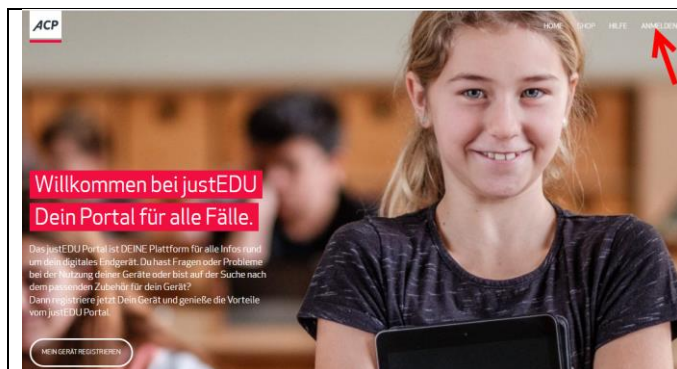 ACP
HOME SHOP HILFE ANMELDEN
Willkommen bei justEDU
Dein Portal für alle Fälle.
Das justEDU Portal ist DEINE Plattform für alle Infos rund
um dein digitales Endgerät. Du hast Fragen oder Probleme
bei der Nutzung deiner Geräte oder bist auf der Suche nach
dem passenden Zubehör für dein Gerät?
Dann registriere jetzt Dein Gerät und genieße die Vorteile
vom justEDU Portal.
MEIN GERÄT REGISTRIEREN